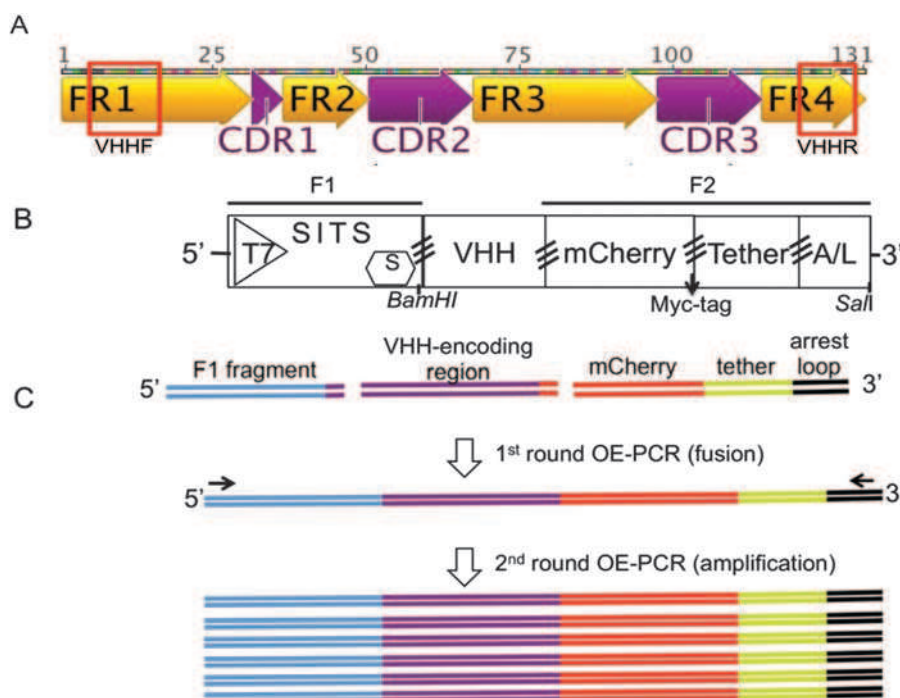 A
1 25 50 75 100 131
FR1 CDR1 FR2 CDR2 FR3 CDR3 FR4
VHHF VHHR
F1 F2
B
5’ T7 SITS S VHH mCherry Tether A/L 3’
BamHI Myc-tag SalI
C
5’ F1 fragment VHH-encoding region mCherry tether arrest loop 3’
1st round OE-PCR (fusion)
5’ 3’
2nd round OE-PCR (amplification)